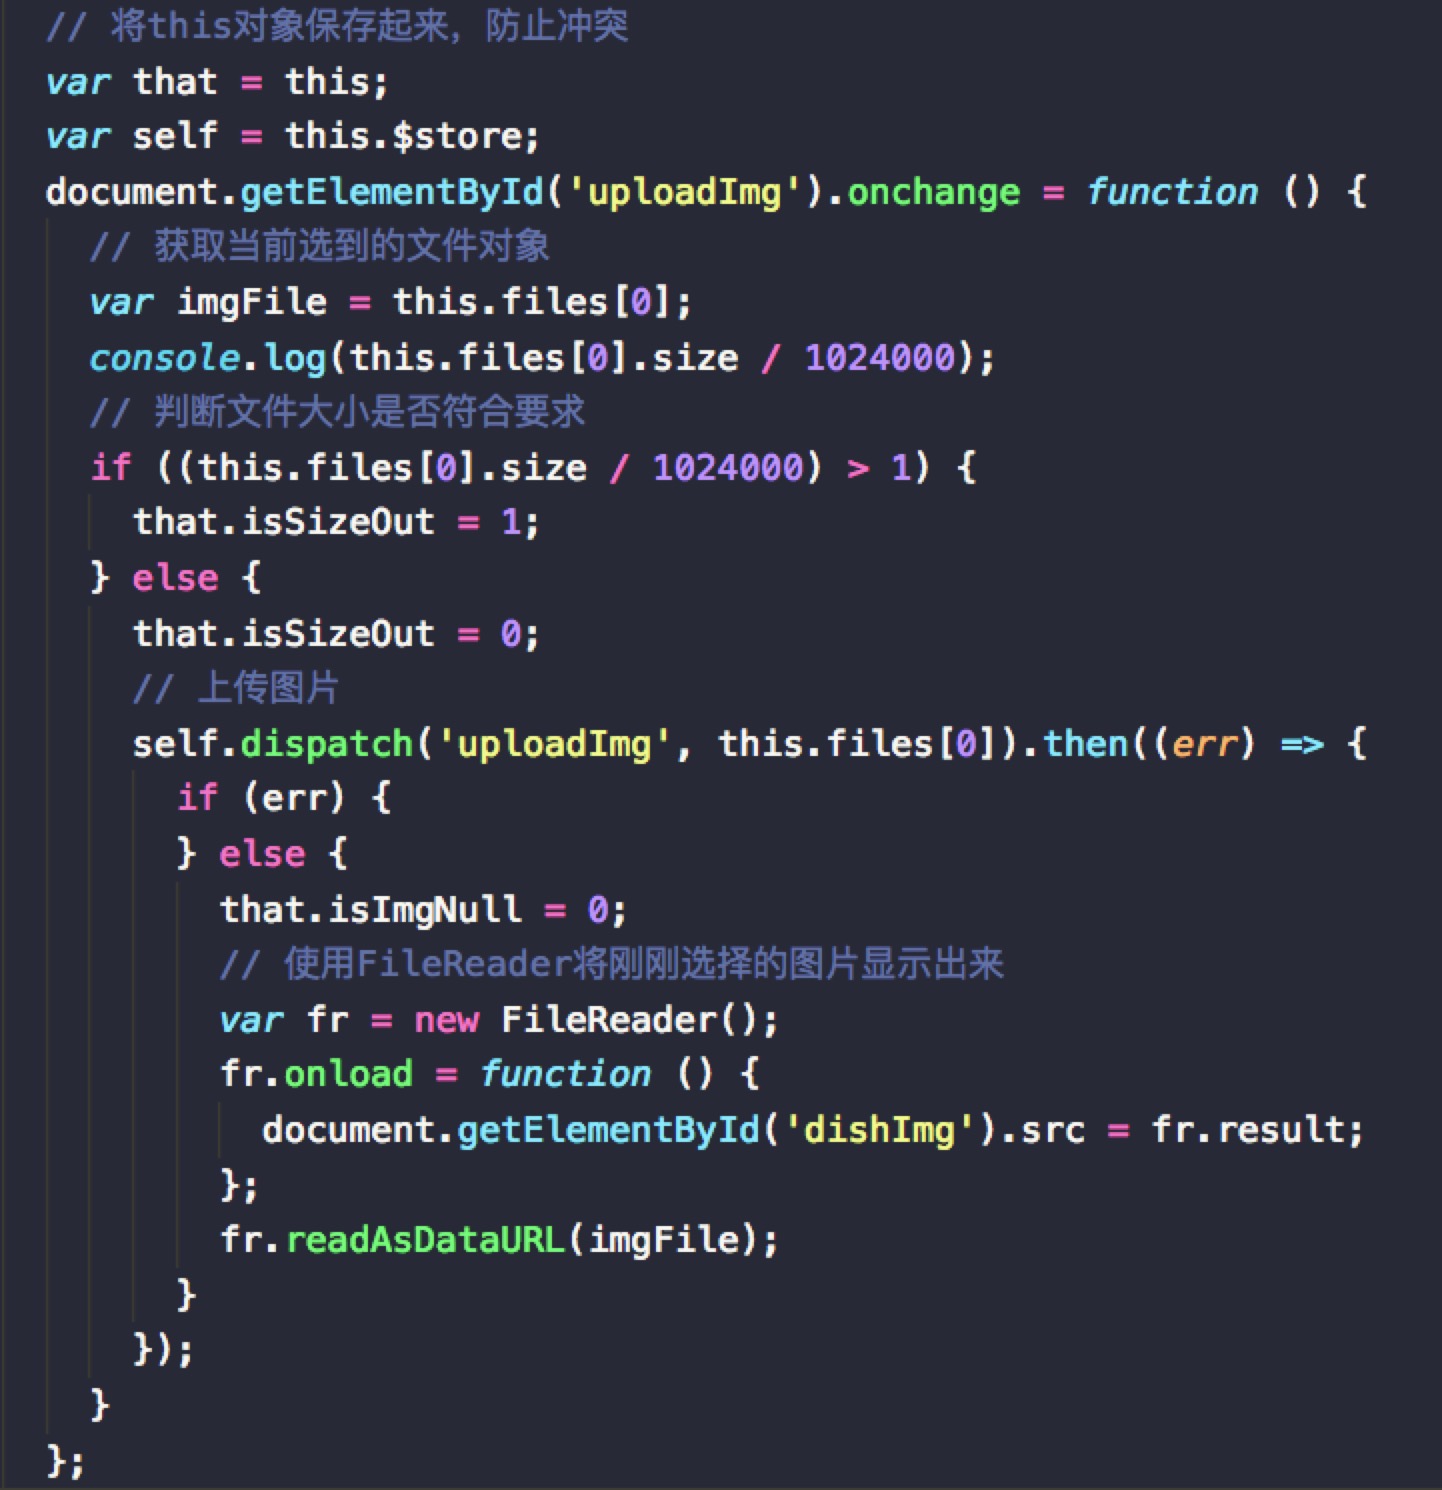 // 将this对象保存起来，防止冲突
var that = this;
var self = this.$store;
document.getElementById('uploadImg').onchange = function () {
  // 获取当前选到的文件对象
  var imgFile = this.files[0];
  console.log(this.files[0].size / 1024000);
  // 判断文件大小是否符合要求
  if ((this.files[0].size / 1024000) > 1) {
    that.isSizeOut = 1;
  } else {
    that.isSizeOut = 0;
    // 上传图片
    self.dispatch('uploadImg', this.files[0]).then((err) => {
      if (err) {
      } else {
        that.isImgNull = 0;
        // 使用FileReader将刚刚选择的图片显示出来
        var fr = new FileReader();
        fr.onload = function () {
          document.getElementById('dishImg').src = fr.result;
        };
        fr.readAsDataURL(imgFile);
      }
    });
  }
};